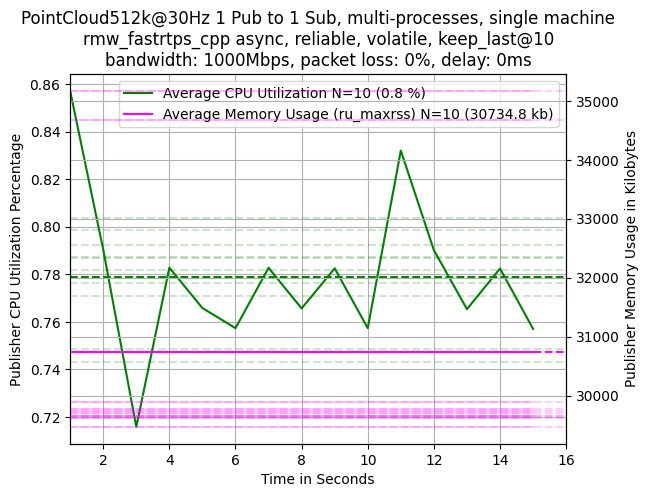 PointCloud512k@30Hz 1 Pub to 1 Sub, multi-processes, single machine
rmw_fastrtps_cpp async, reliable, volatile, keep_last@10
bandwidth: 1000Mbps, packet loss: 0%, delay: 0ms
Average CPU Utilization N=10 (0.8 %)
Average Memory Usage (ru_maxrss) N=10 (30734.8 kb)
Publisher CPU Utilization Percentage
0.86
0.84
0.82
0.80
0.78
0.76
0.74
0.72
35000
34000
33000
32000
31000
30000
Publisher Memory Usage in Kilobytes
2 4 6 8 10 12 14 16
Time in Seconds